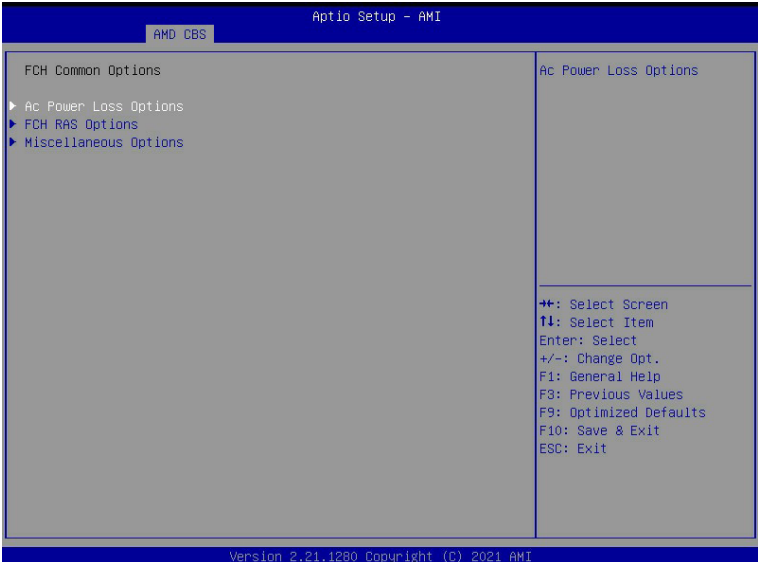 Aptio Setup – AMI
AMD CBS
FCH Common Options
Ac Power Loss Options
FCH RAS Options
Miscellaneous Options
Ac Power Loss Options
→←: Select Screen
↑↓: Select Item
Enter: Select
+/-: Change Opt.
F1: General Help
F3: Previous Values
F9: Optimized Defaults
F10: Save & Exit
ESC: Exit
Version 2.21.1280 Copyright (C) 2021 AMI